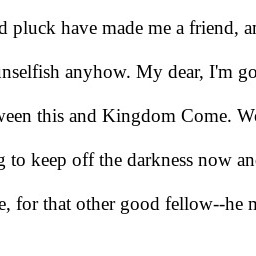 d pluck have made me a friend, an
nselfish anyhow. My dear, I'm go
ween this and Kingdom Come. We
g to keep off the darkness now an
e, for that other good fellow--he